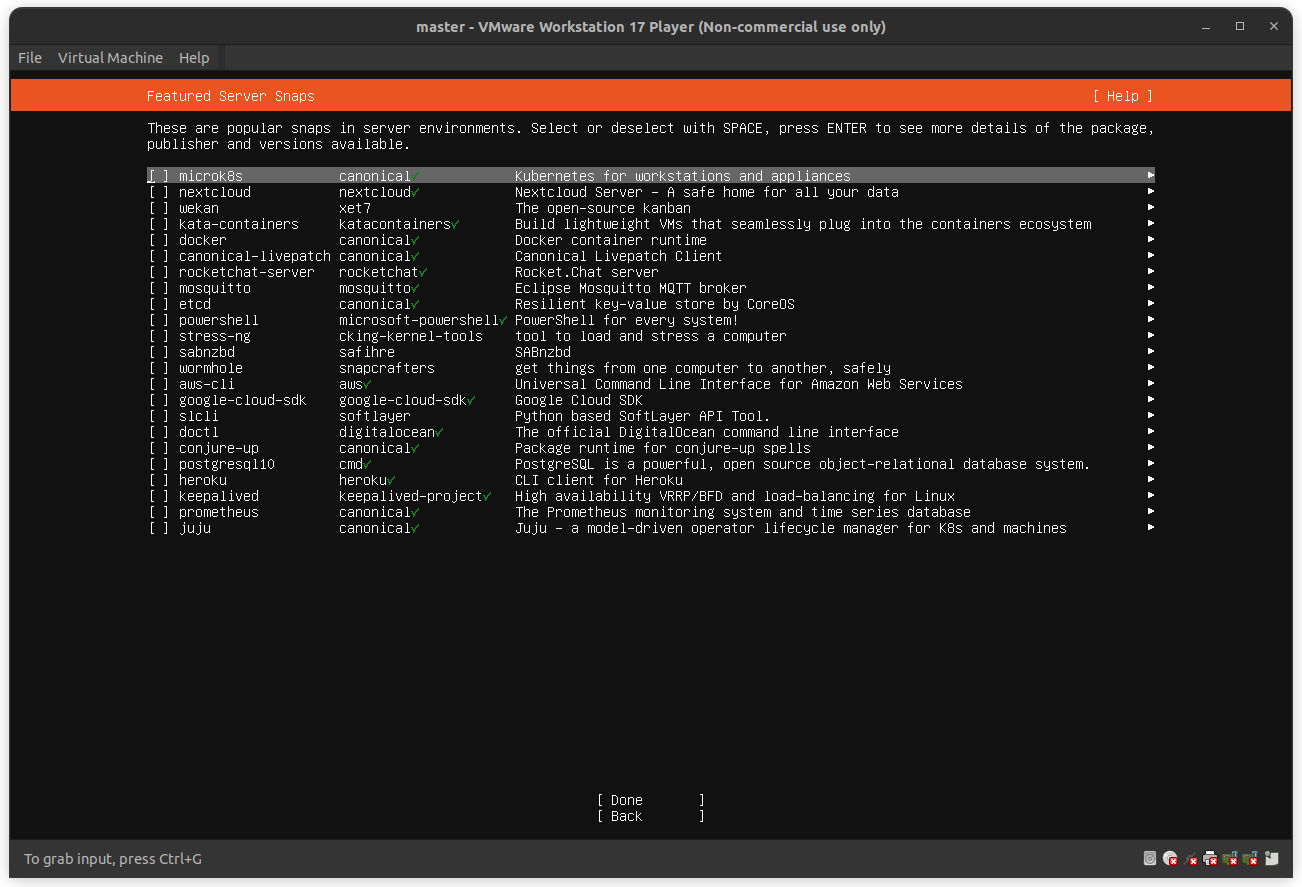 master - VMware Workstation 17 Player (Non-commercial use only)
File Virtual Machine Help
Featured Server Snaps [ Help ]
These are popular snaps in server environments. Select or deselect with SPACE, press ENTER to see more details of the package,
publisher and versions available.
[ ] microk8s canonical✓ Kubernetes for workstations and appliances ▸
[ ] nextcloud nextcloud✓ Nextcloud Server - A safe home for all your data ▸
[ ] wekan xet7 The open-source kanban ▸
[ ] kata-containers katacontainers✓ Build lightweight VMs that seamlessly plug into the containers ecosystem ▸
[ ] docker canonical✓ Docker container runtime ▸
[ ] canonical-livepatch canonical✓ Canonical Livepatch Client ▸
[ ] rocketchat-server rocketchat✓ Rocket.Chat server ▸
[ ] mosquitto mosquitto✓ Eclipse Mosquitto MQTT broker ▸
[ ] etcd canonical✓ Resilient key-value store by CoreOS ▸
[ ] powershell microsoft-powershell✓ PowerShell for every system! ▸
[ ] stress-ng cking-kernel-tools tool to load and stress a computer ▸
[ ] sabnzbd safihre SABnzbd ▸
[ ] wormhole snapcrafters get things from one computer to another, safely ▸
[ ] aws-cli aws✓ Universal Command Line Interface for Amazon Web Services ▸
[ ] google-cloud-sdk google-cloud-sdk✓ Google Cloud SDK ▸
[ ] slcli softlayer Python based SoftLayer API Tool. ▸
[ ] doctl digitalocean✓ The official DigitalOcean command line interface ▸
[ ] conjure-up canonical✓ Package runtime for conjure-up spells ▸
[ ] postgresql10 cmd✓ PostgreSQL is a powerful, open source object-relational database system. ▸
[ ] heroku heroku✓ CLI client for Heroku ▸
[ ] keepalived keepalived-project✓ High availability VRRP/BFD and load-balancing for Linux ▸
[ ] prometheus canonical✓ The Prometheus monitoring system and time series database ▸
[ ] juju canonical✓ Juju - a model-driven operator lifecycle manager for K8s and machines ▸
[ Done ]
[ Back ]
To grab input, press Ctrl+G